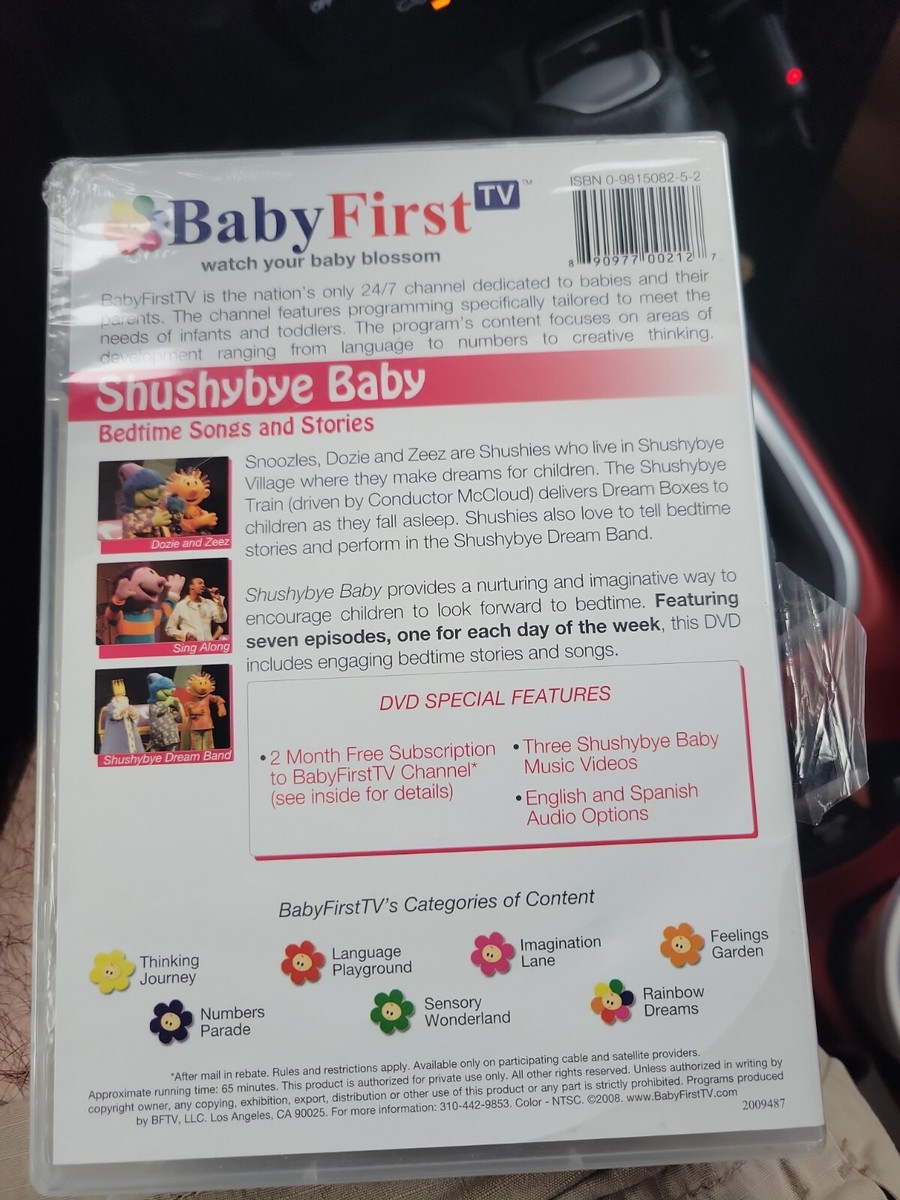 BabyFirst TV™
watch your baby blossom
ISBN 0-9815082-5-2
8 90977 00212 7
BabyFirstTV is the nation's only 24/7 channel dedicated to babies and their
parents. The channel features programming specifically tailored to meet the
needs of infants and toddlers. The program's content focuses on areas of
development ranging from language to numbers to creative thinking.
Shushybye Baby
Bedtime Songs and Stories
Snoozles, Dozie and Zeez are Shushies who live in Shushybye
Village where they make dreams for children. The Shushybye
Train (driven by Conductor McCloud) delivers Dream Boxes to
children as they fall asleep. Shushies also love to tell bedtime
stories and perform in the Shushybye Dream Band.
Dozie and Zeez
Sing Along
Shushybye Dream Band
Shushybye Baby provides a nurturing and imaginative way to
encourage children to look forward to bedtime. Featuring
seven episodes, one for each day of the week, this DVD
includes engaging bedtime stories and songs.
DVD SPECIAL FEATURES
• 2 Month Free Subscription
to BabyFirstTV Channel*
(see inside for details)
• Three Shushybye Baby
Music Videos
• English and Spanish
Audio Options
BabyFirstTV's Categories of Content
Thinking
Journey
Language
Playground
Imagination
Lane
Feelings
Garden
Numbers
Parade
Sensory
Wonderland
Rainbow
Dreams
*After mail in rebate. Rules and restrictions apply. Available only on participating cable and satellite providers.
Approximate running time: 65 minutes. This product is authorized for private use only. All other rights reserved. Unless authorized in writing by
copyright owner, any copying, exhibition, export, distribution or other use of this product or any part is strictly prohibited. Programs produced
by BFTV, LLC. Los Angeles, CA 90025. For more information: 310-442-9853. Color - NTSC. ©2008. www.BabyFirstTV.com
2009487